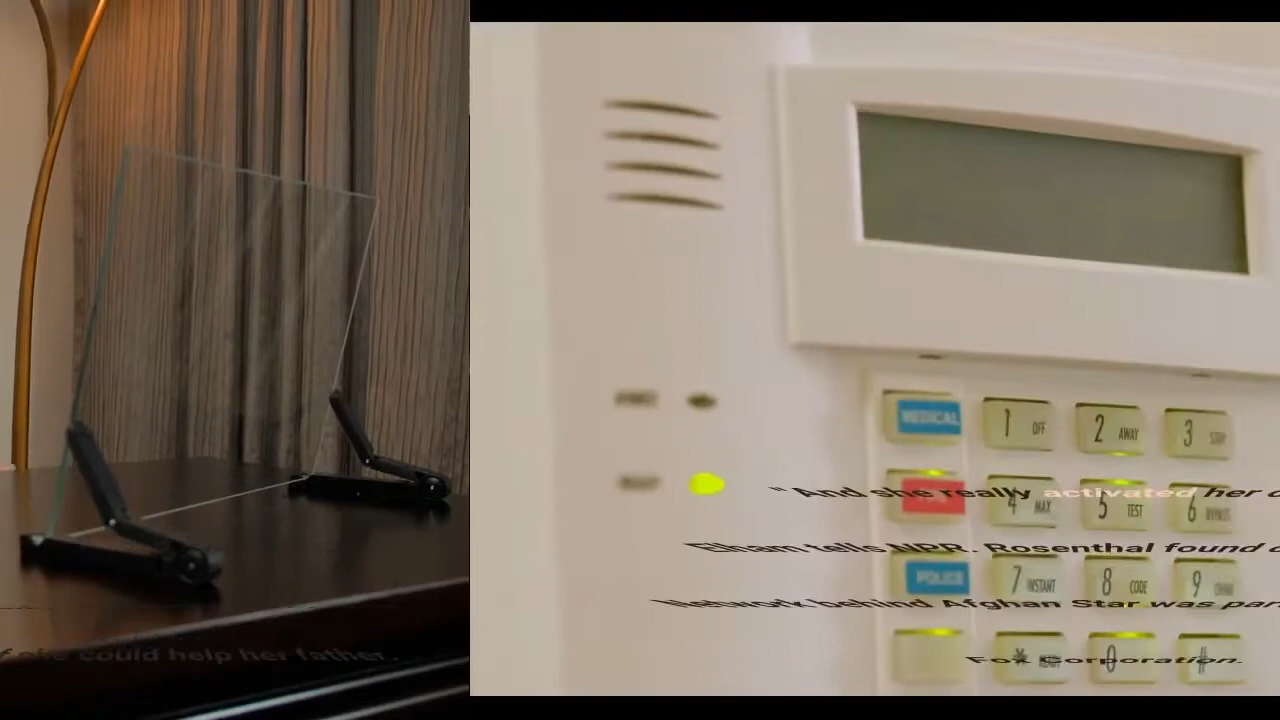 MEDICAL 1 OFF 2 AWAY 3 STAY
4 MAX 5 TEST 6 BYPASS
"And she really activated her
Elham tells NPR. Rosenthal found
POLICE 7 INSTANT 8 CODE 9
network behind Afghan Star was
* 0 #
Fox Corporation.
she could help her father.